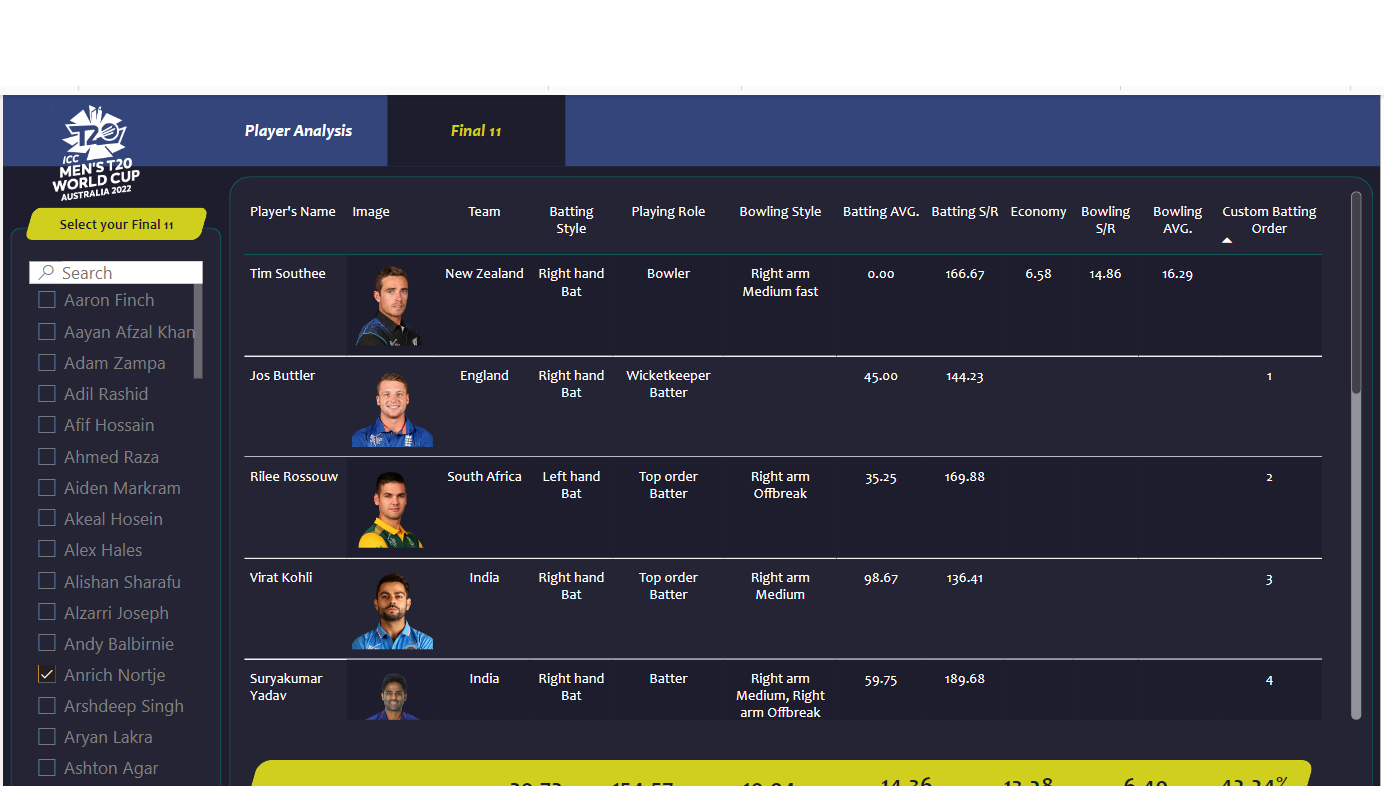 Player Analysis
Final 11
T20
ICC
MEN'S T20
WORLD CUP
AUSTRALIA 2022
Select your Final 11
Search
Aaron Finch
Aayan Afzal Khan
Adam Zampa
Adil Rashid
Afif Hossain
Ahmed Raza
Aiden Markram
Akeal Hosein
Alex Hales
Alishan Sharafu
Alzarri Joseph
Andy Balbirnie
Anrich Nortje
Arshdeep Singh
Aryan Lakra
Ashton Agar
Player's Name Image Team Batting Style Playing Role Bowling Style Batting AVG. Batting S/R Economy Bowling S/R Bowling AVG. Custom Batting Order
Tim Southee New Zealand Right hand Bat Bowler Right arm Medium fast 0.00 166.67 6.58 14.86 16.29
Jos Buttler England Right hand Bat Wicketkeeper Batter 45.00 144.23 1
Rilee Rossouw South Africa Left hand Bat Top order Batter Right arm Offbreak 35.25 169.88 2
Virat Kohli India Right hand Bat Top order Batter Right arm Medium 98.67 136.41 3
Suryakumar Yadav India Right hand Bat Batter Right arm Medium, Right arm Offbreak 59.75 189.68 4